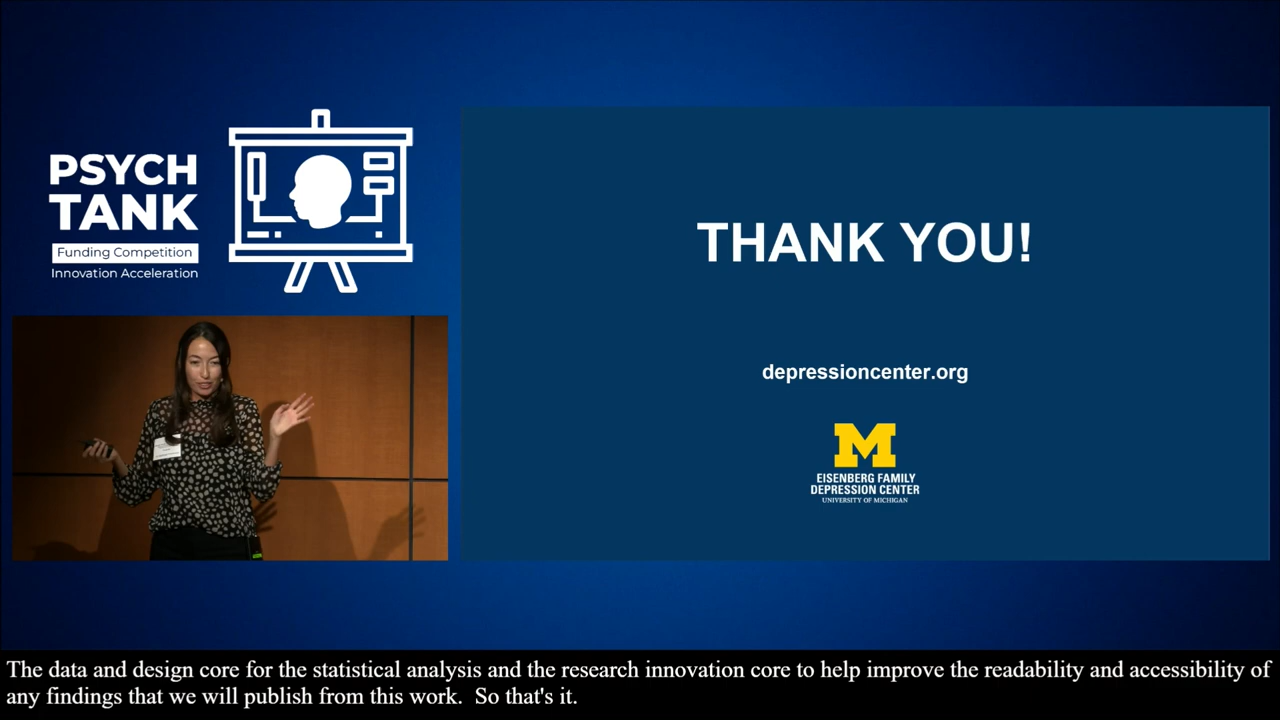 PSYCH
TANK
Funding Competition
Innovation Acceleration
THANK YOU!
depressioncenter.org
M
EISENBERG FAMILY
DEPRESSION CENTER
UNIVERSITY OF MICHIGAN
The data and design core for the statistical analysis and the research innovation core to help improve the readability and accessibility of
any findings that we will publish from this work.  So that's it.